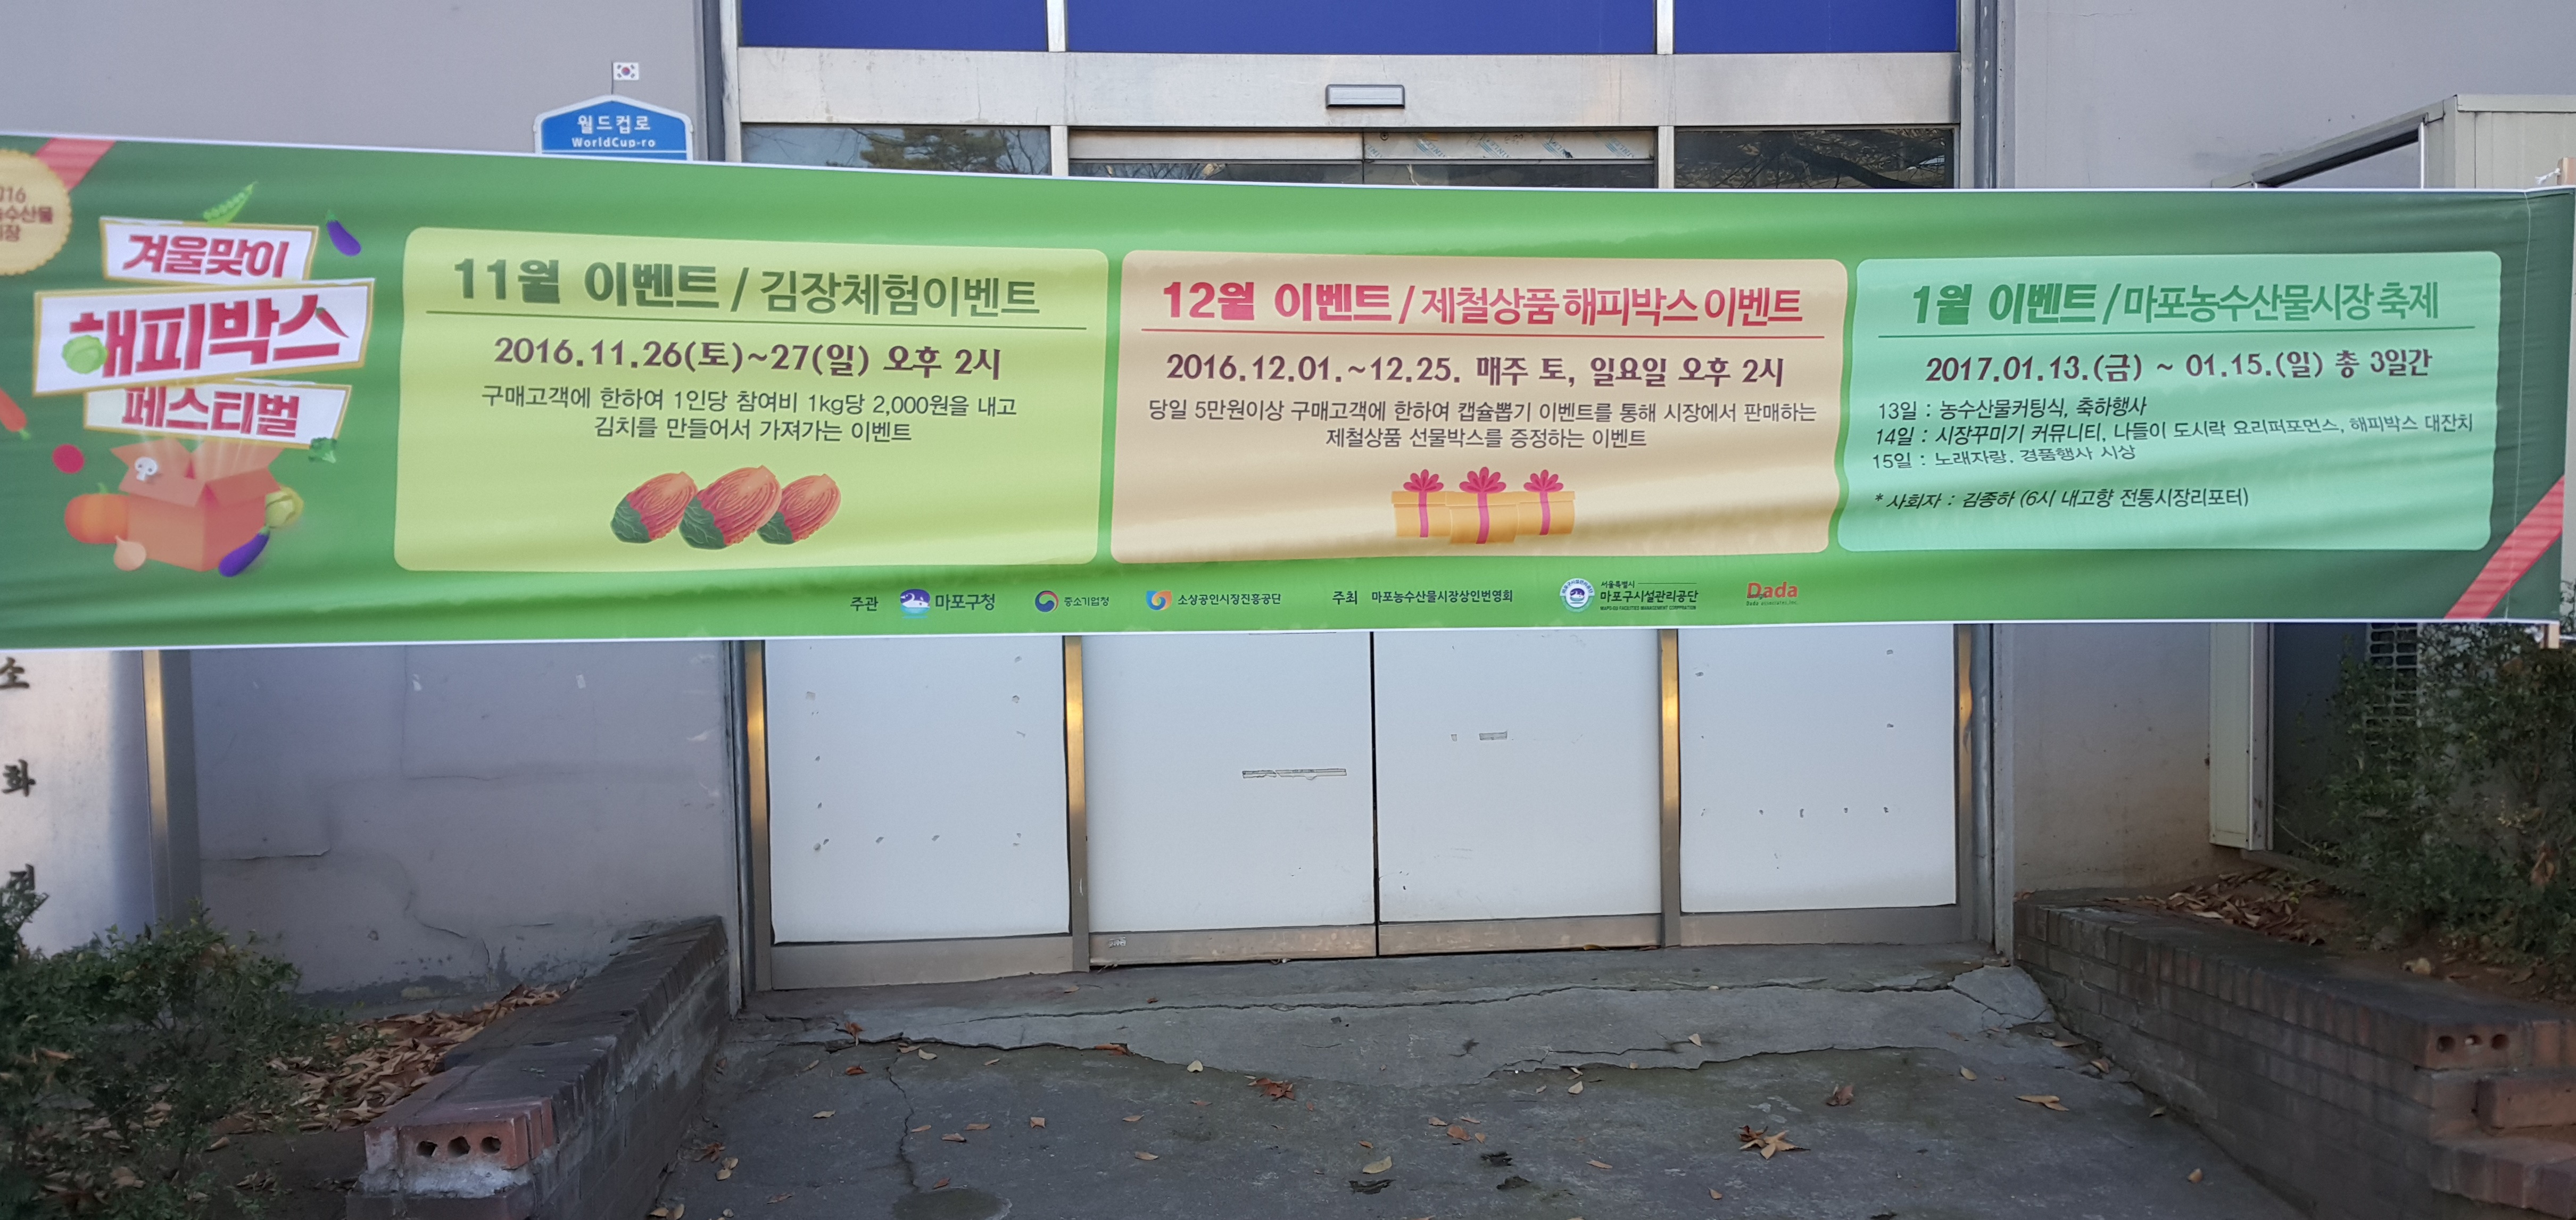 월드컵로
WorldCup-ro
겨울맞이
해피박스
페스티벌
11월 이벤트 / 김장체험이벤트
2016.11.26(토)~27(일) 오후 2시
구매고객에 한하여 1인당 참여비 1kg당 2,000원을 내고
김치를 만들어서 가져가는 이벤트
12월 이벤트 / 제철상품 해피박스 이벤트
2016.12.01.~12.25. 매주 토, 일요일 오후 2시
당일 5만원이상 구매고객에 한하여 캡슐뽑기 이벤트를 통해 시장에서 판매하는
제철상품 선물박스를 증정하는 이벤트
1월 이벤트 / 마포농수산물시장 축제
2017.01.13.(금) ~ 01.15.(일) 총 3일간
13일 : 농수산물커팅식, 축하행사
14일 : 시장꾸미기 커뮤니티, 나들이 도시락 요리퍼포먼스, 해피박스 대잔치
15일 : 노래자랑, 경품행사 시상
* 사회자 : 김종하 (6시 내고향 전통시장리포터)
주관 마포구청 중소기업청 소상공인시장진흥공단 주최 마포농수산물시장상인번영회
서울특별시
마포구시설관리공단
MAPO-GU FACILITIES MANAGEMENT CORPORATION
Dada
소
화